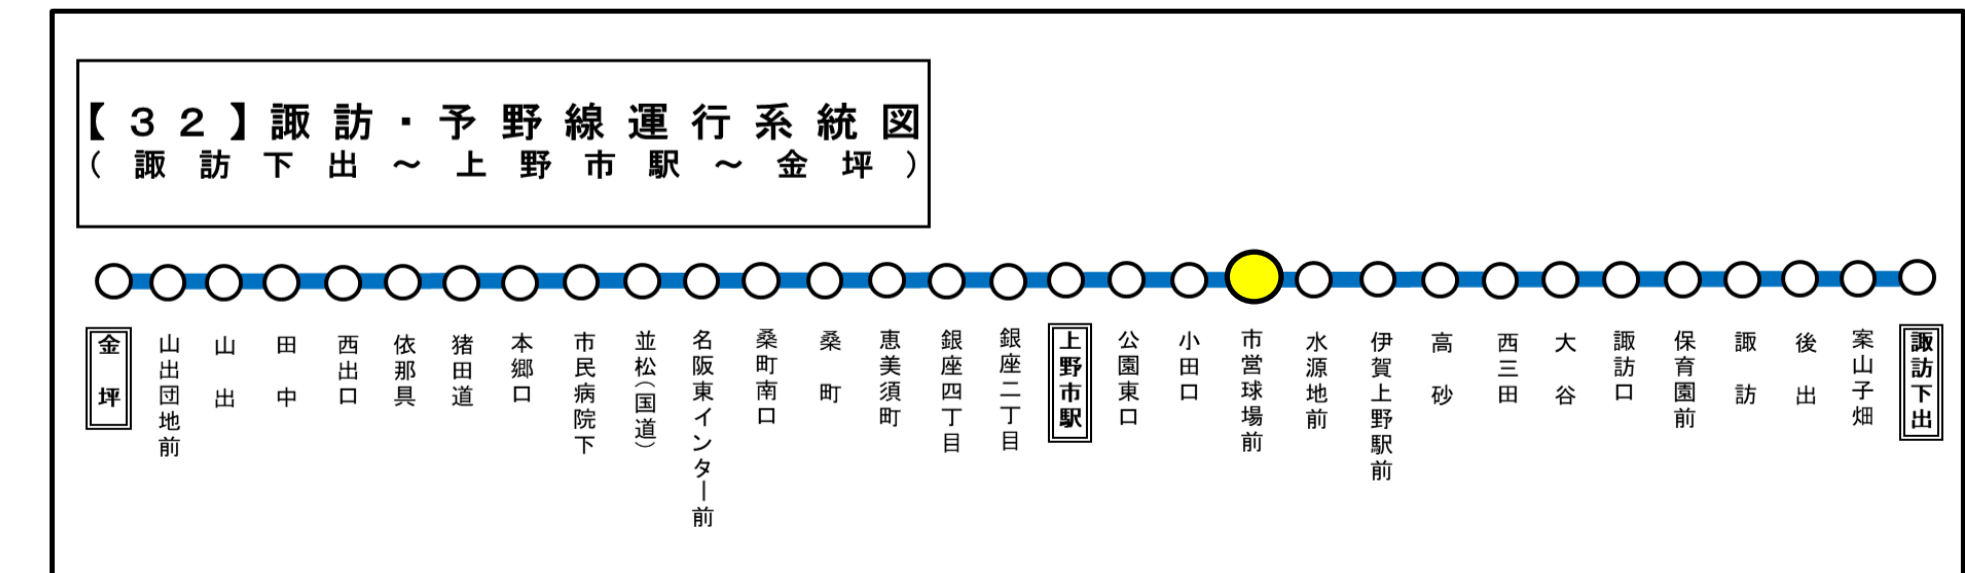 【32】諏訪・予野線運行系統図
（諏訪下出～上野市駅～金坪）
金坪
山出団地前
山出
田中
西出口
依那具
猪田道
本郷口
市民病院下
並松（国道）
名阪東インター前
桑町南口
桑町
恵美須町
銀座四丁目
銀座二丁目
上野市駅
公園東口
小田口
市営球場前
水源地前
伊賀上野駅前
高砂
西三田
大谷
諏訪口
保育園前
諏訪
後出
案山子畑
諏訪下出